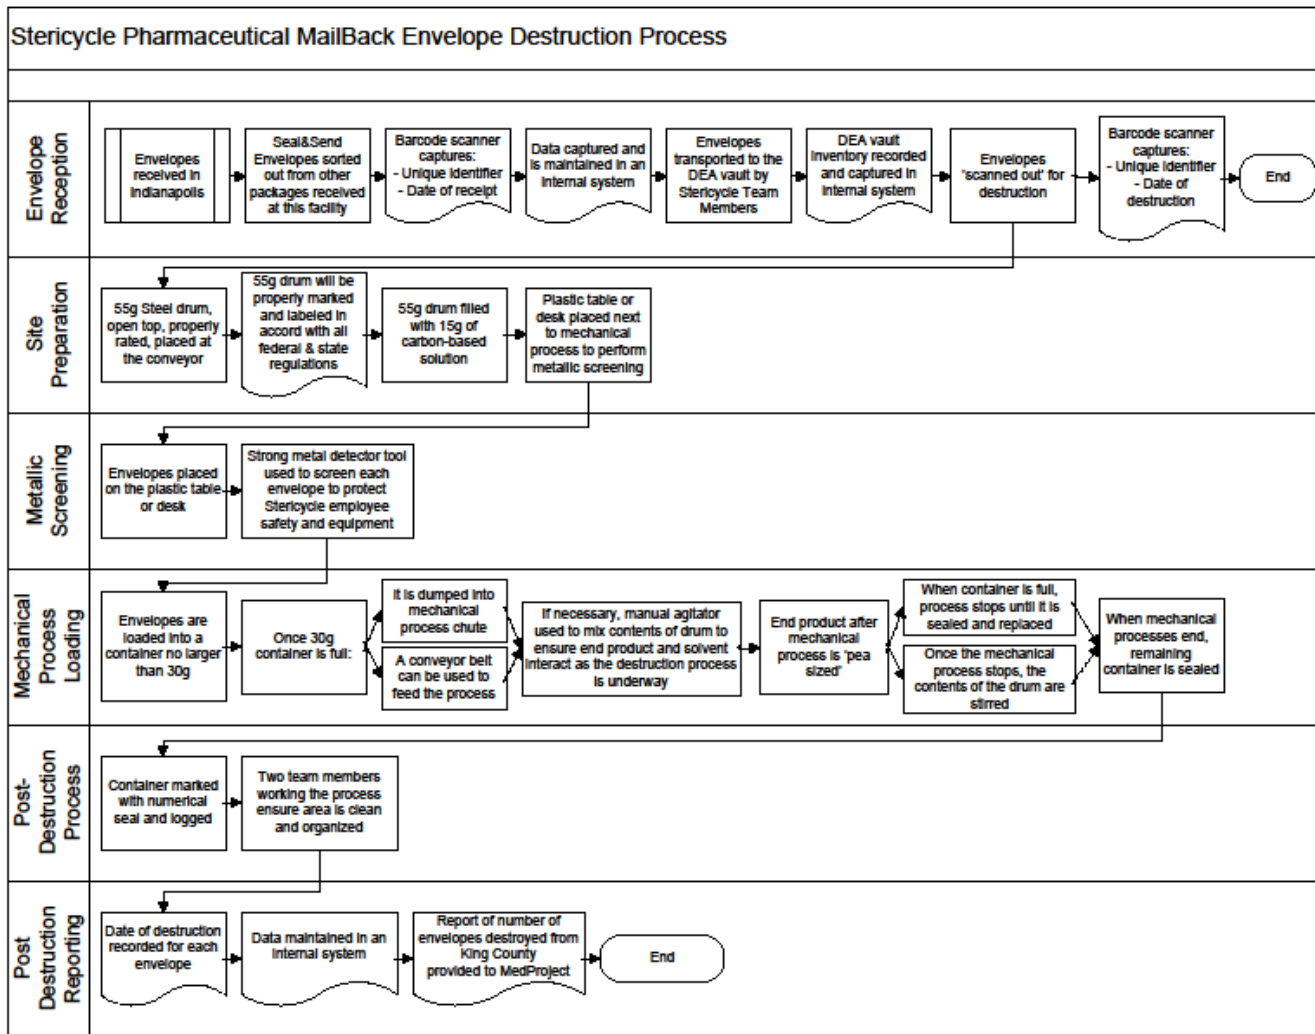 Stericycle Pharmaceutical MailBack Envelope Destruction Process
Envelope
Reception
Envelopes
received in
Indianapolis
Seal&Send
Envelopes sorted
out from other
packages received
at this facility
Barcode scanner
captures:
- Unique Identifier
- Date of receipt
Data captured and
is maintained in an
internal system
Envelopes
transported to the
DEA vault by
Stericycle Team
Members
DEA vault
inventory recorded
and captured in
internal system
Envelopes
'scanned out' for
destruction
Barcode scanner
captures:
- Unique Identifier
- Date of
destruction
End
Site
Preparation
55g Steel drum,
open top, properly
rated, placed at
the conveyor
55g drum will be
properly marked
and labeled in
accord with all
federal & state
regulations
55g drum filled
with 15g of
carbon-based
solution
Plastic table or
desk placed next
to mechanical
process to perform
metallic screening
Metallic
Screening
Envelopes placed
on the plastic table
or desk
Strong metal detector tool
used to screen each
envelope to protect
Stericycle employee
safety and equipment
Mechanical
Process
Loading
Envelopes are
loaded into a
container no larger
than 30g
Once 30g
container is full:
It is dumped into
mechanical
process chute
A conveyor belt
can be used to
feed the process
If necessary, manual agitator
used to mix contents of drum to
ensure end product and solvent
interact as the destruction process
is underway
End product after
mechanical
process is 'pea
sized'
When container is full,
process stops until it is
sealed and replaced
Once the mechanical
process stops, the
contents of the drum are
stirred
When mechanical
processes end,
remaining
container is sealed
Post-
Destruction
Process
Container marked
with numerical
seal and logged
Two team members
working the process
ensure area is clean
and organized
Post
Destruction
Reporting
Date of destruction
recorded for each
envelope
Data maintained in an
internal system
Report of number of
envelopes destroyed from
King County
provided to MedProject
End